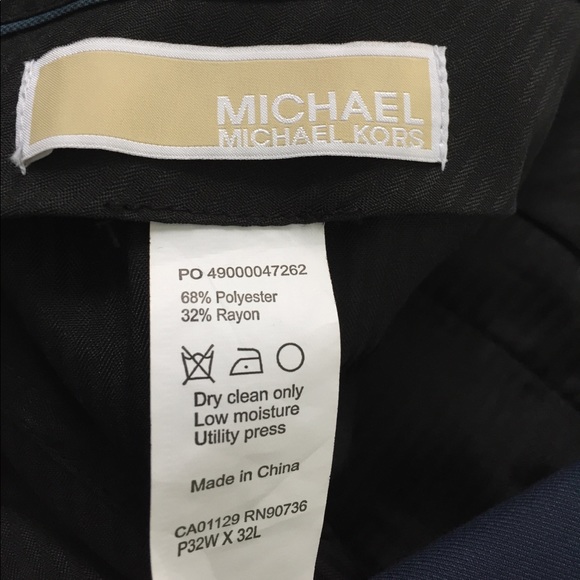 MICHAEL
MICHAEL KORS
PO 49000047262
68% Polyester
32% Rayon
Dry clean only
Low moisture
Utility press
Made in China
CA01129 RN90736
P32W X 32L